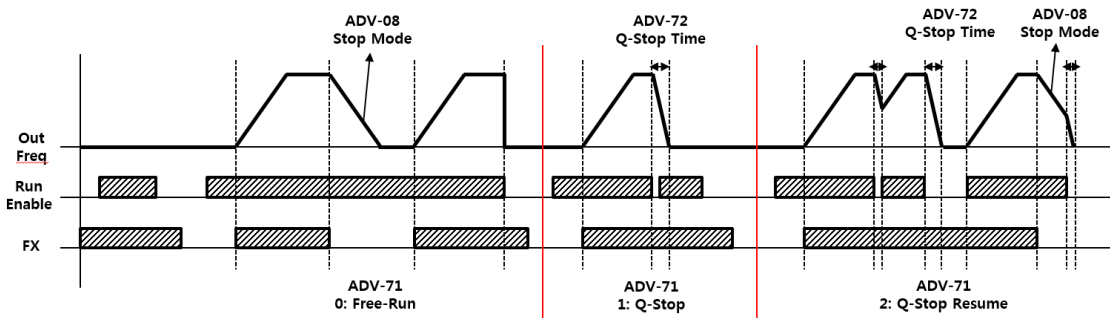 ADV-08
Stop Mode
ADV-72
Q-Stop Time
ADV-72
Q-Stop Time
ADV-08
Stop Mode
Out
Freq
Run
Enable
FX
ADV-71
0: Free-Run
ADV-71
1: Q-Stop
ADV-71
2: Q-Stop Resume